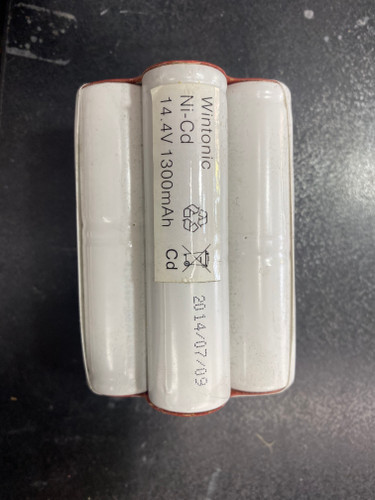 Wintonic
Ni-Cd
14.4V 1300mAh
Cd
2014/07/09